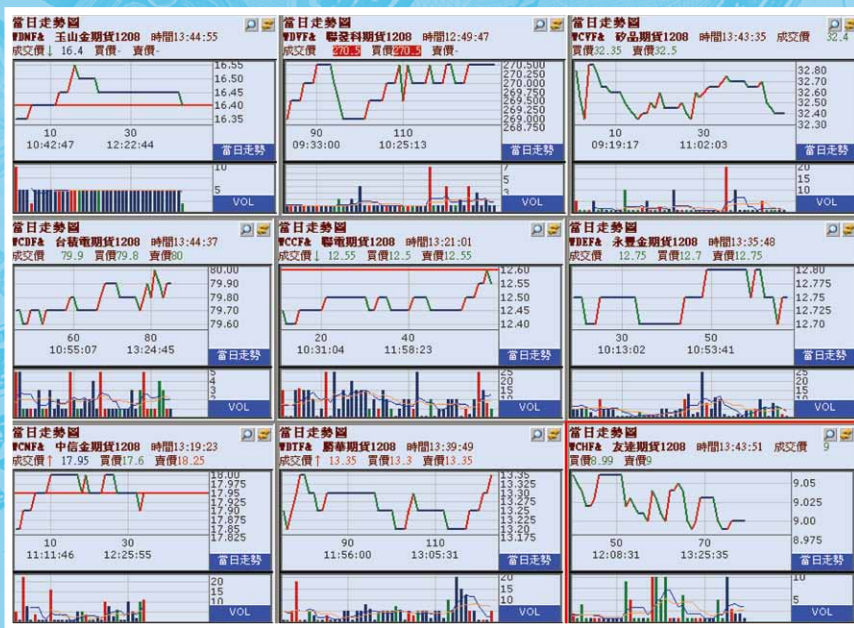 當日走勢圖
WDNF& 玉山金期貨1208 時間13:44:55
成交價↓ 16.4 買價- 賣價-
16.55
16.50
16.45
16.40
16.35
10 30
10:42:47 12:22:44
當日走勢
10
5
VOL
當日走勢圖
WDVF& 聯發科期貨1208 時間12:49:47
成交價 270.5 買價270.5 賣價-
270.500
270.000
269.500
269.000
268.750
90 110
09:33:00 10:25:13
當日走勢
7
5
3
VOL
當日走勢圖
WCVF& 矽品期貨1208 時間13:43:35 成交價 32.4
買價32.35 賣價32.5
32.80
32.70
32.60
32.50
32.40
32.30
10 30
09:19:17 11:02:03
當日走勢
20
15
10
5
VOL
當日走勢圖
WCDF& 台積電期貨1208 時間13:44:37
成交價 79.9 買價79.8 賣價80
80.00
79.90
79.80
79.70
79.60
60 80
10:55:07 13:24:45
當日走勢
5
4
3
2
VOL
當日走勢圖
WCCF& 聯電期貨1208 時間13:21:01
成交價↓ 12.55 買價12.5 賣價12.55
12.60
12.55
12.50
12.45
12.40
20 40
10:31:04 11:58:23
當日走勢
25
20
15
10
5
VOL
當日走勢圖
WDEF& 永豐金期貨1208 時間13:35:48
成交價 12.75 買價12.7 賣價12.75
12.80
12.75
12.72
12.70
30 50
10:13:02 10:53:41
當日走勢
25
20
15
10
5
VOL
當日走勢圖
WCNF& 中信金期貨1208 時間13:19:23
成交價↑ 17.95 買價17.6 賣價18.25
18.00
17.975
17.95
17.925
17.90
17.875
17.85
17.825
10 30
11:11:46 12:25:55
當日走勢
20
15
10
5
VOL
當日走勢圖
WDTF& 勝華期貨1208 時間13:39:49
成交價↑ 13.35 買價13.3 賣價13.35
13.35
13.325
13.30
13.275
13.25
13.225
13.20
13.175
90 110
11:56:00 13:05:31
當日走勢
20
15
10
5
VOL
當日走勢圖
WCHF& 友達期貨1208 時間13:43:51 成交價 9
買價8.99 賣價9
9.05
9.025
9.00
8.975
50 70
12:08:31 13:25:35
當日走勢
10
5
VOL